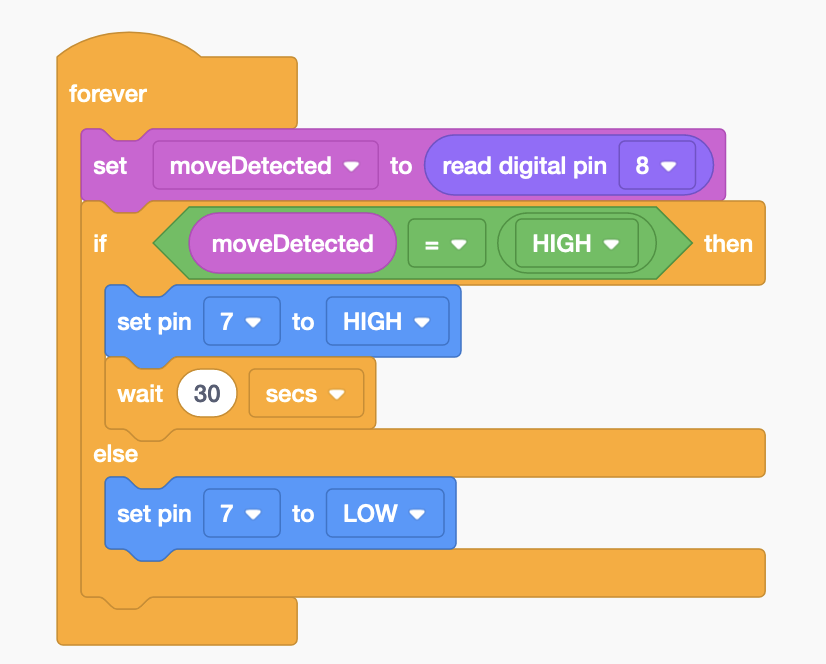 forever
set moveDetected to read digital pin 8
if moveDetected = HIGH then
set pin 7 to HIGH
wait 30 secs
else
set pin 7 to LOW